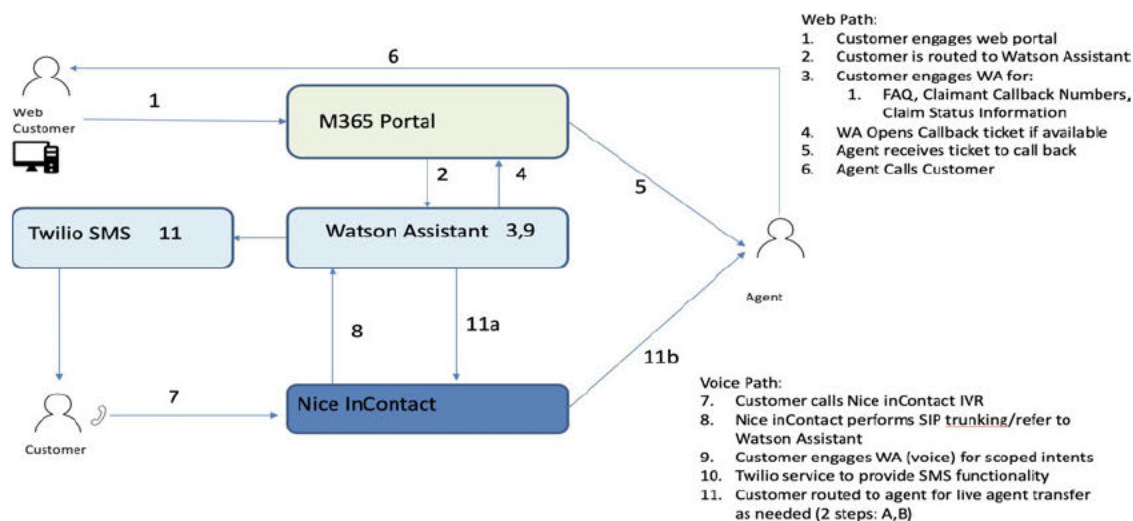 Web Path:
1. Customer engages web portal
2. Customer is routed to Watson Assistant
3. Customer engages WA for:
1. FAQ, Claimant Callback Numbers,
Claim Status Information
4. WA Opens Callback ticket if available
5. Agent receives ticket to call back
6. Agent Calls Customer
6
Web
Customer
1
M365 Portal
2
4
5
Twilio SMS 11
Watson Assistant 3,9
Agent
8
11a
11b
7
Nice InContact
Customer
Voice Path:
7. Customer calls Nice inContact IVR
8. Nice inContact performs SIP trunking/refer to
Watson Assistant
9. Customer engages WA (voice) for scoped intents
10. Twilio service to provide SMS functionality
11. Customer routed to agent for live agent transfer
as needed (2 steps: A,B)